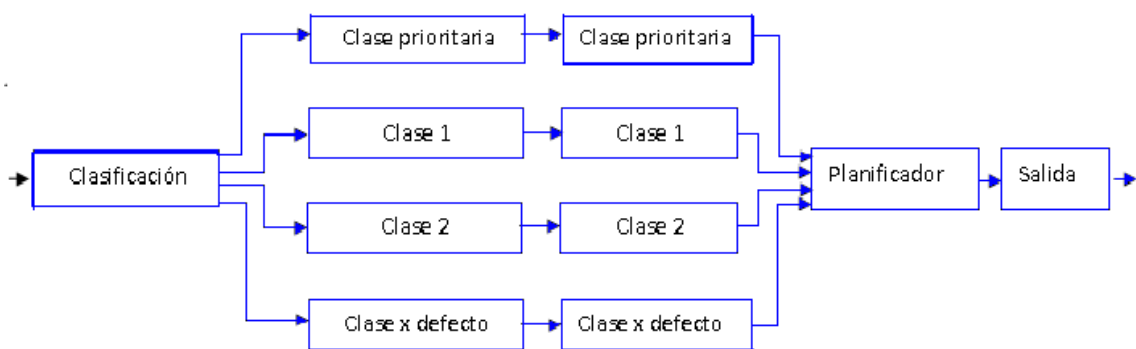 Clase prioritaria
Clase prioritaria
Clase 1
Clase 1
Clasificación
Planificador
Salida
Clase 2
Clase 2
Clase x defecto
Clase x defecto